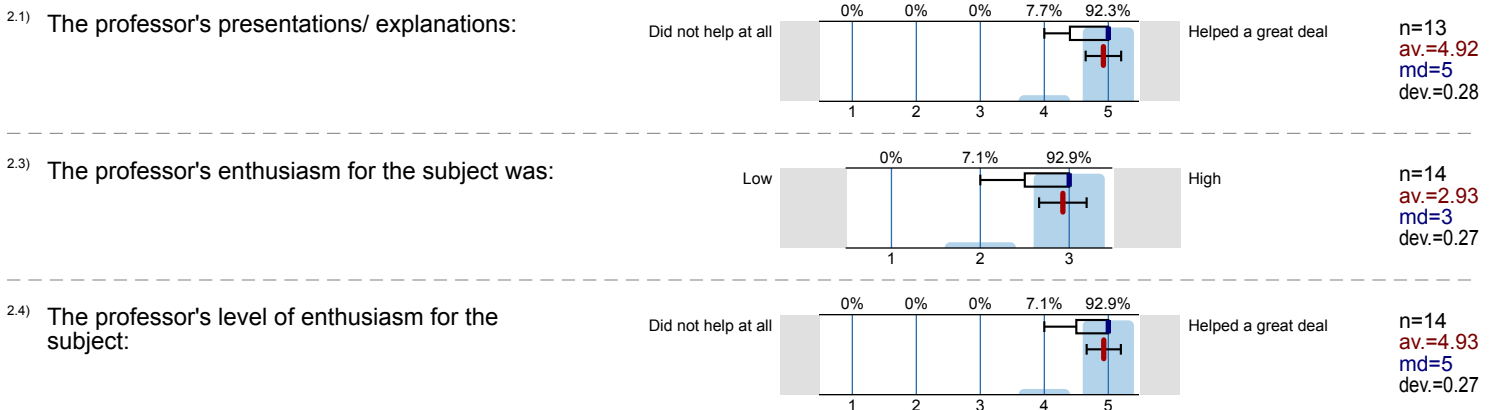 0% 0% 0% 7.7% 92.3%
2.1) The professor's presentations/ explanations: Did not help at all Helped a great deal n=13
av.=4.92
md=5
dev.=0.28
1 2 3 4 5
0% 7.1% 92.9%
2.3) The professor's enthusiasm for the subject was: Low High n=14
av.=2.93
md=3
dev.=0.27
1 2 3
0% 0% 0% 7.1% 92.9%
2.4) The professor's level of enthusiasm for the
subject: Did not help at all Helped a great deal n=14
av.=4.93
md=5
dev.=0.27
1 2 3 4 5